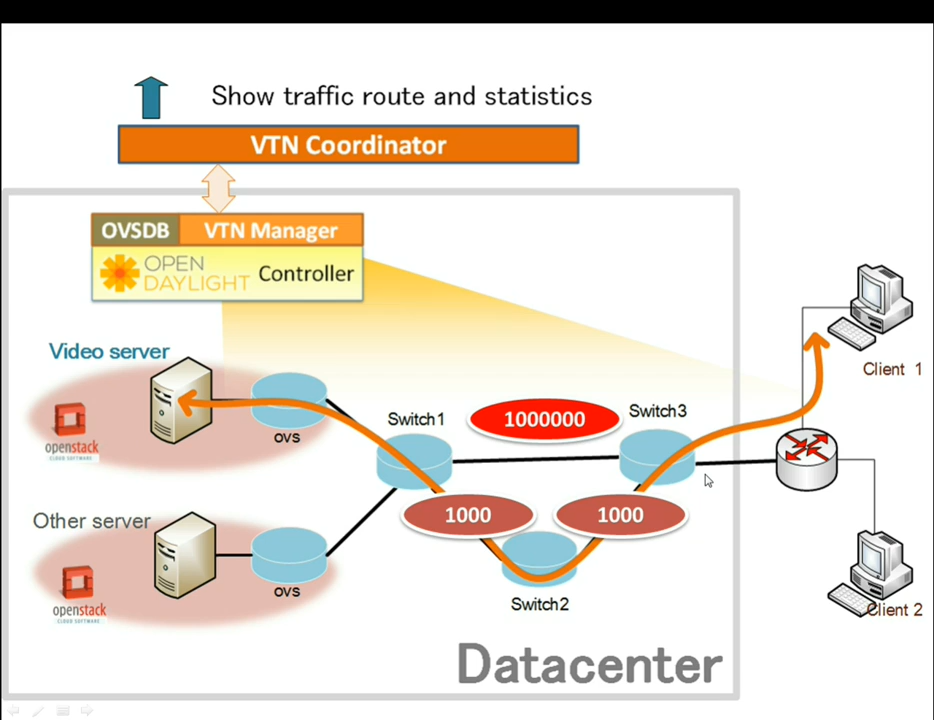 Show traffic route and statistics
VTN Coordinator
OVSDB
VTN Manager
OPEN
DAYLIGHT
Controller
Video server
openstack
CLOUD SOFTWARE
OVS
Switch1
1000000
Switch3
Client 1
Other server
openstack
CLOUD SOFTWARE
OVS
1000
1000
Switch2
Client 2
Datacenter